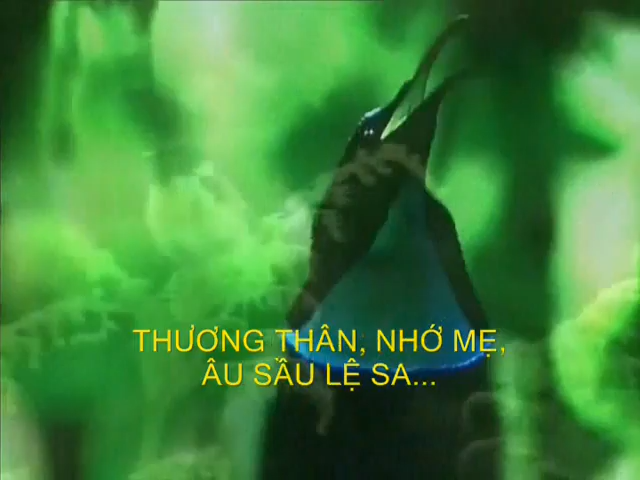 THƯƠNG THÂN, NHỚ MẸ,
ÂU SẦU LỆ SA...